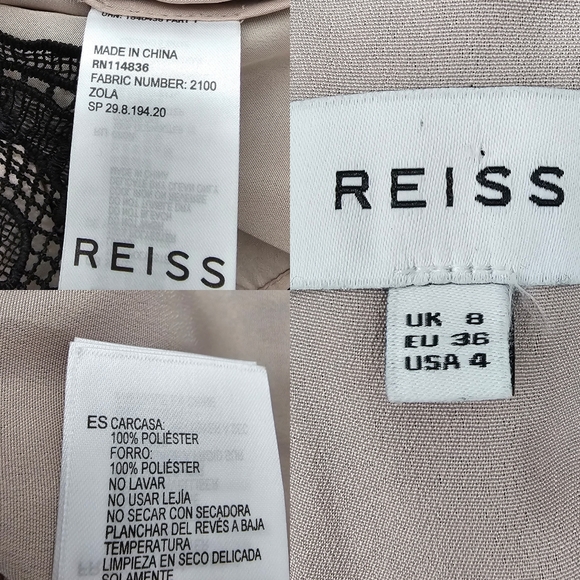 MADE IN CHINA
RN114836
FABRIC NUMBER: 2100
ZOLA
SP 29.8.194.20
REISS
REISS
UK 8
EU 36
USA 4
ES CARCASA:
100% POLIÉSTER
FORRO:
100% POLIÉSTER
NO LAVAR
NO USAR LEJÍA
NO SECAR CON SECADORA
PLANCHAR DEL REVÉS A BAJA
TEMPERATURA
LIMPIEZA EN SECO DELICADA
SOLAMENTE